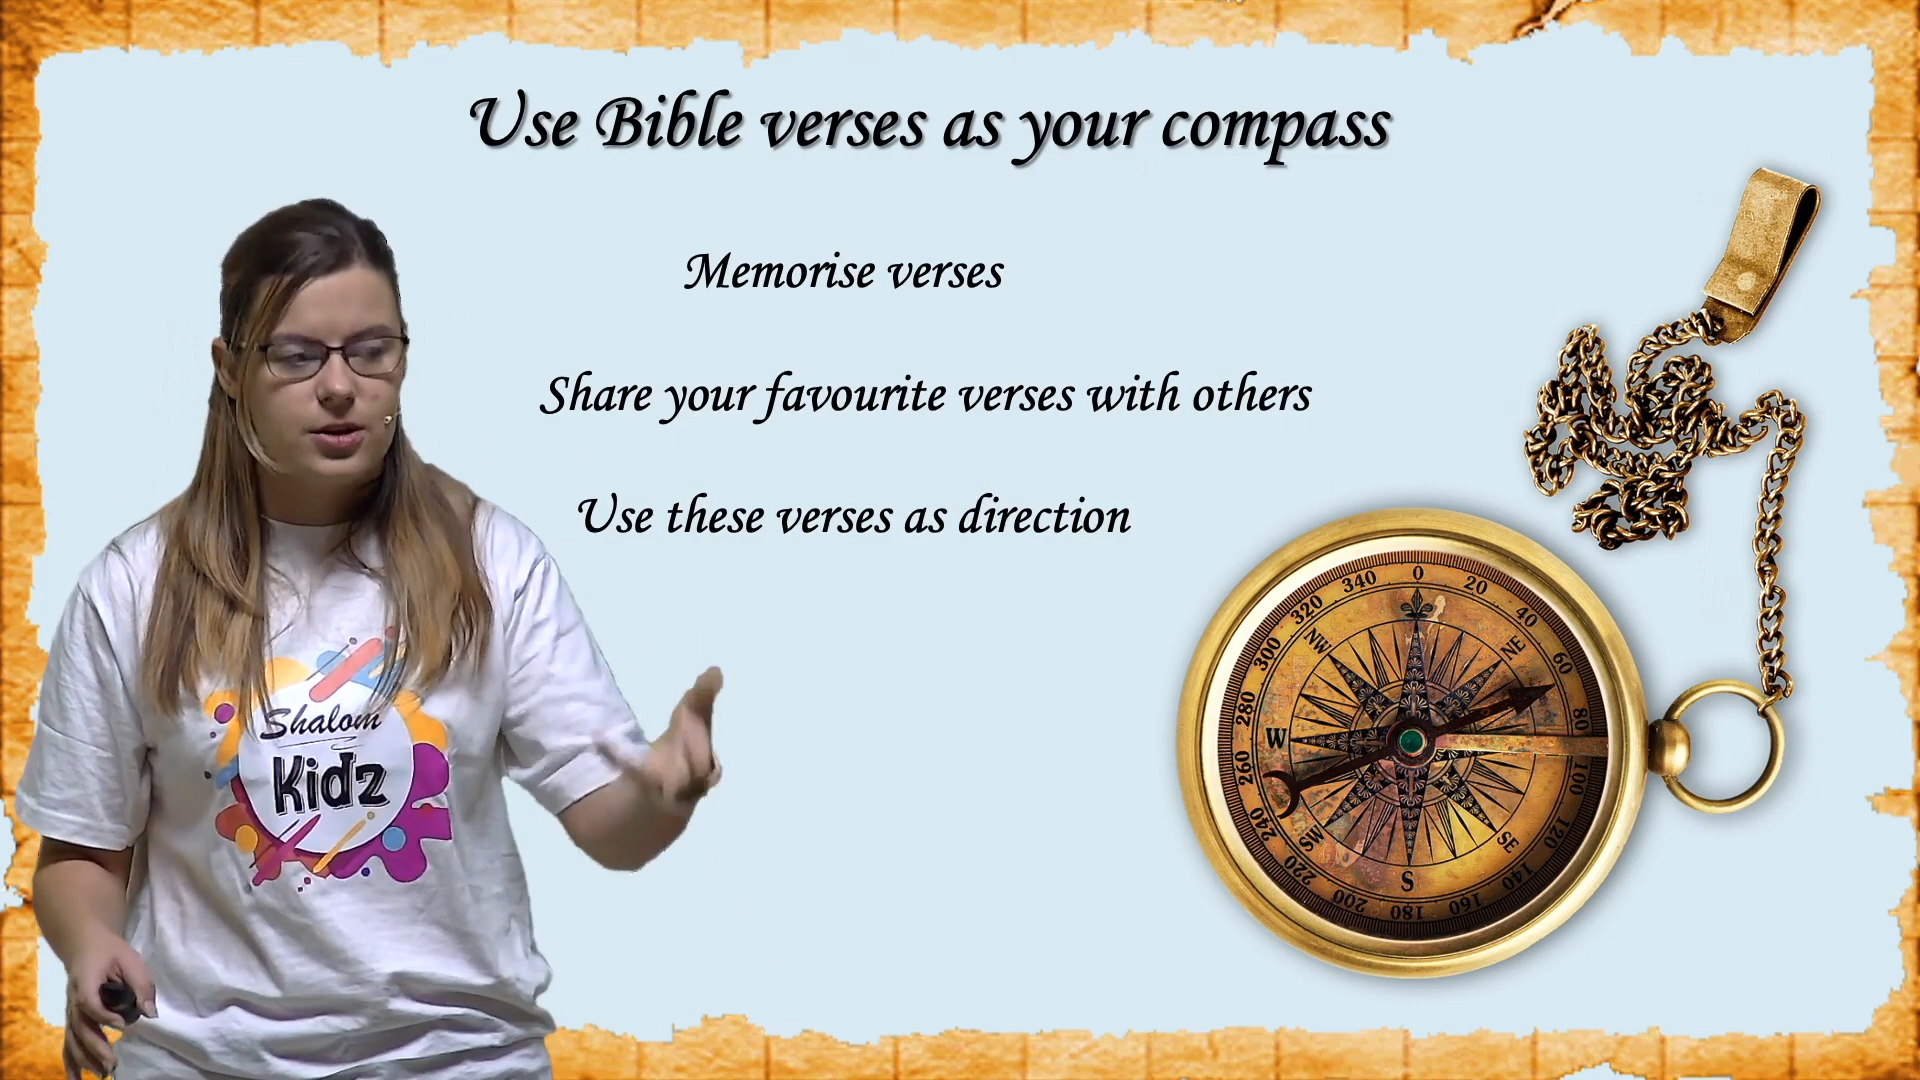 Use Bible verses as your compass
Memorise verses
Share your favourite verses with others
Use these verses as direction
Shalom
Kidz
0
20
40
NE
60
80
100
120
SE
140
160
S
180
200
220
SW
240
260
W
280
300
NW
320
340